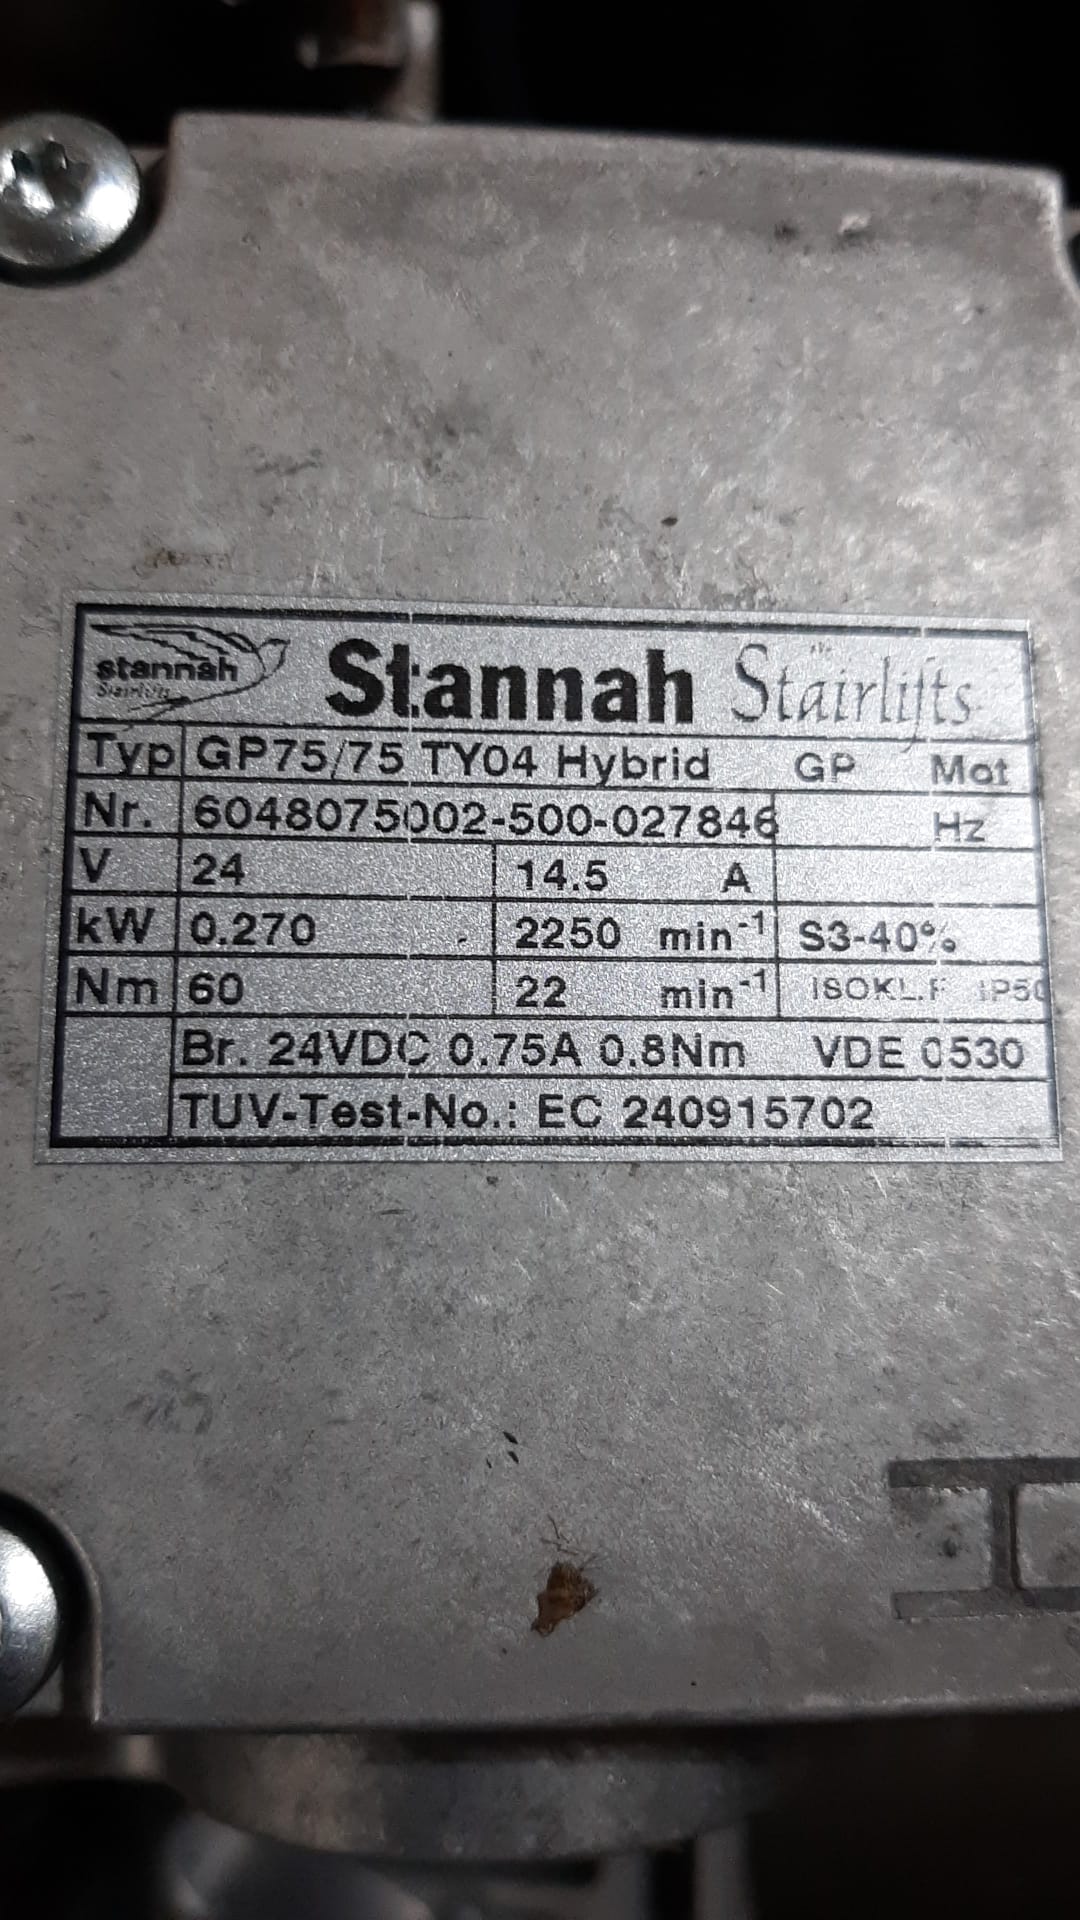 stannah
Stairlifts
Stannah Stairlifts
Typ GP75/75 TY04 Hybrid GP Mot
Nr. 6048075002-500-027846 Hz
V 24 14.5 A
kW 0.270 2250 min-1 S3-40%
Nm 60 22 min-1 ISOKL.F IP50
Br. 24VDC 0.75A 0.8Nm VDE 0530
TUV-Test-No.: EC 240915702